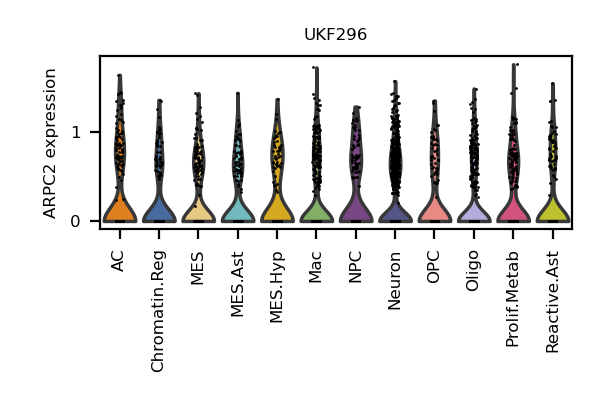 UKF296
ARPC2 expression
1
0
AC
Chromatin.Reg
MES
MES.Ast
MES.Hyp
Mac
NPC
Neuron
OPC
Oligo
Prolif.Metab
Reactive.Ast